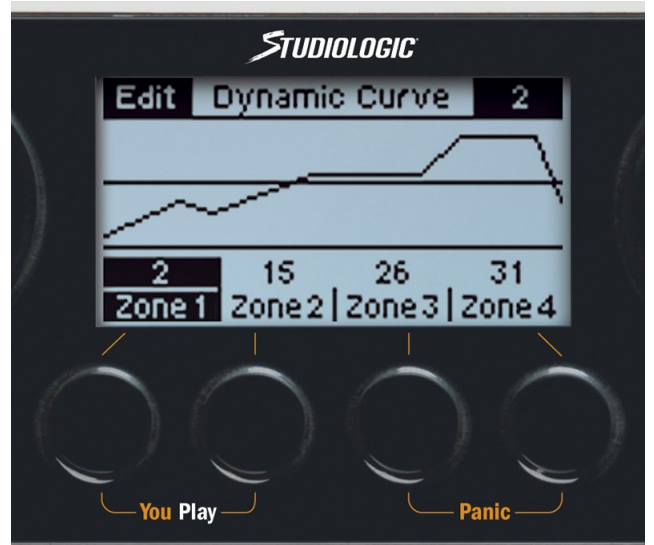 STUDIOLOGIC
Edit Dynamic Curve 2
2 15 26 31
Zone 1 Zone 2 Zone 3 Zone 4
You Play Panic